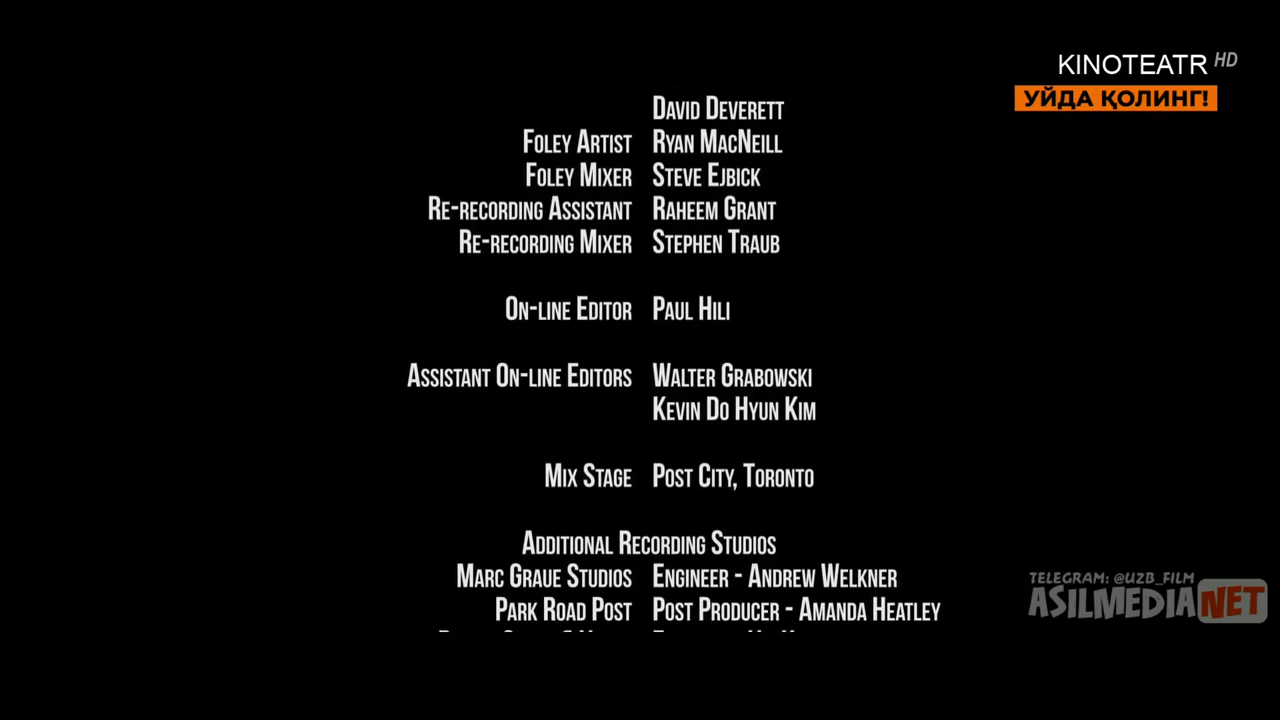 KINOTEATR HD
УЙДА ҚОЛИНГ!
DAVID DEVERETT
FOLEY ARTIST RYAN MACNEILL
FOLEY MIXER STEVE EJBICK
RE-RECORDING ASSISTANT RAHEEM GRANT
RE-RECORDING MIXER STEPHEN TRAUB
ON-LINE EDITOR PAUL HILI
ASSISTANT ON-LINE EDITORS WALTER GRABOWSKI
KEVIN DO HYUN KIM
MIX STAGE POST CITY, TORONTO
ADDITIONAL RECORDING STUDIOS
MARC GRAUE STUDIOS ENGINEER - ANDREW WELKNER
PARK ROAD POST POST PRODUCER - AMANDA HEATLEY
TELEGRAM: @UZB_FILM
ASILMEDIA NET